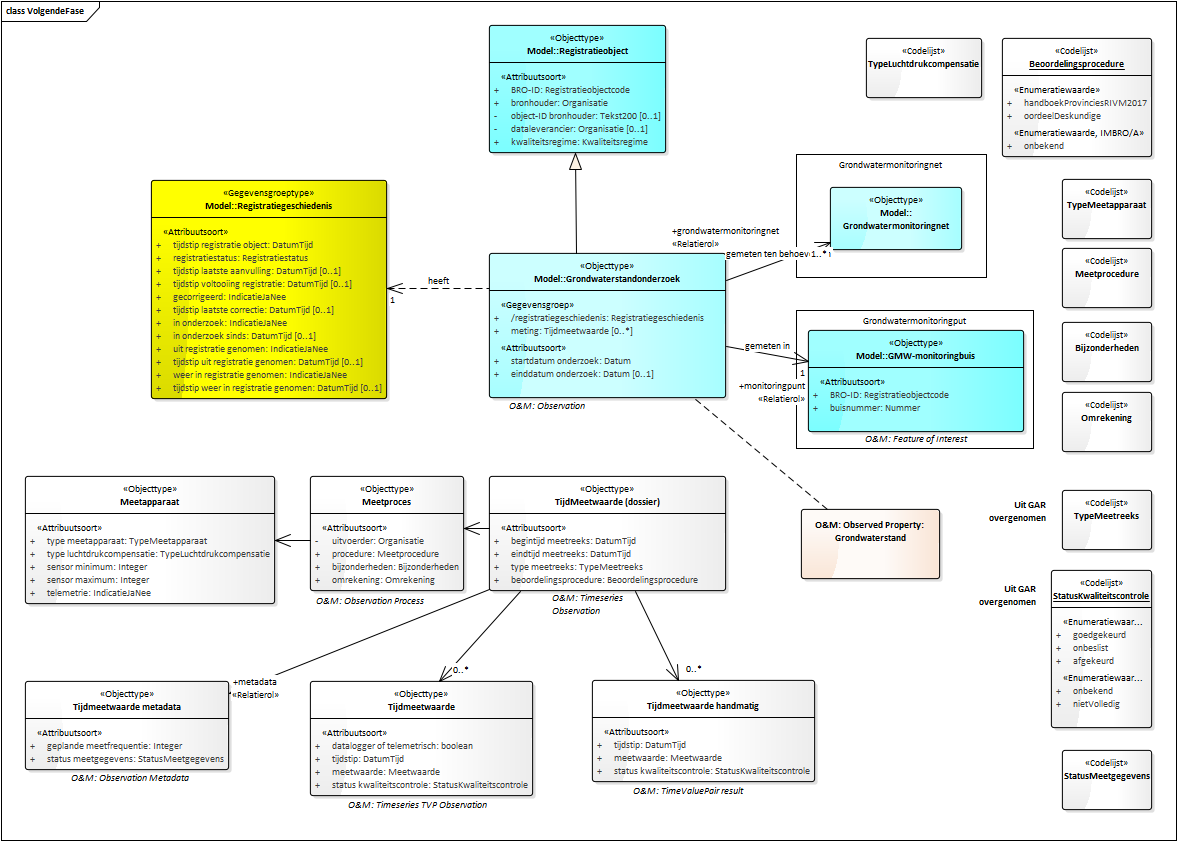 class VolgendeFase
«Objecttype»
Model::Registratieobject
«Attribuutsoort»
+ BRO-ID: Registratieobjectcode
+ bronhouder: Organisatie
- object-ID bronhouder: Tekst200 [0..1]
- dataleverancier: Organisatie [0..1]
+ kwaliteitsregime: Kwaliteitsregime
«Codelijst»
TypeLuchtdrukcompensatie
«Codelijst»
Beoordelingsprocedure
«Enumeratiewaarde»
+ handboekProvinciesRIVM2017
+ oordeelDeskundige
«Enumeratiewaarde, IMBRO/A»
+ onbekend
«Gegevensgroeptype»
Model::Registratiegeschiedenis
«Attribuutsoort»
+ tijdstip registratie object: DatumTijd
+ registratiestatus: Registratiestatus
+ tijdstip laatste aanvulling: DatumTijd [0..1]
+ tijdstip voltooiing registratie: DatumTijd [0..1]
+ gecorrigeerd: IndicatieJaNee
+ tijdstip laatste correctie: DatumTijd [0..1]
+ in onderzoek: IndicatieJaNee
+ in onderzoek sinds: DatumTijd [0..1]
+ uit registratie genomen: IndicatieJaNee
+ tijdstip uit registratie genomen: DatumTijd [0..1]
+ weer in registratie genomen: IndicatieJaNee
+ tijdstip weer in registratie genomen: DatumTijd [0..1]
heeft
1
«Objecttype»
Model::Grondwaterstandonderzoek
«Gegevensgroep»
+ /registratiegeschiedenis: Registratiegeschiedenis
+ meting: Tijdmeetwaarde [0..*]
«Attribuutsoort»
+ startdatum onderzoek: Datum
+ einddatum onderzoek: Datum [0..1]
O&M: Observation
+grondwatermonitoringnet
«Relatierol»
gemeten ten behoev
1..*
Grondwatermonitoringnet
«Objecttype»
Model::
Grondwatermonitoringnet
gemeten in
1
+monitoringpunt
«Relatierol»
Grondwatermonitoringput
«Objecttype»
Model::GMW-monitoringbuis
«Attribuutsoort»
+ BRO-ID: Registratieobjectcode
+ buisnummer: Nummer
O&M: Feature of Interest
«Codelijst»
TypeMeetapparaat
«Codelijst»
Meetprocedure
«Codelijst»
Bijzonderheden
«Codelijst»
Omrekening
«Objecttype»
Meetapparaat
«Attribuutsoort»
+ type meetapparaat: TypeMeetapparaat
+ type luchtdrukcompensatie: TypeLuchtdrukcompensatie
+ sensor minimum: Integer
+ sensor maximum: Integer
+ telemetrie: IndicatieJaNee
«Objecttype»
Meetproces
«Attribuutsoort»
- uitvoerder: Organisatie
+ procedure: Meetprocedure
+ bijzonderheden: Bijzonderheden
+ omrekening: Omrekening
O&M: Observation Process
«Objecttype»
TijdMeetwaarde (dossier)
«Attribuutsoort»
+ begintijd meetreeks: DatumTijd
+ eindtijd meetreeks: DatumTijd
+ type meetreeks: TypeMeetreeks
+ beoordelingsprocedure: Beoordelingsprocedure
O&M: Timeseries
Observation
O&M: Observed Property:
Grondwaterstand
Uit GAR
overgenomen
«Codelijst»
TypeMeetreeks
Uit GAR
overgenomen
«Codelijst»
StatusKwaliteitscontrole
«Enumeratiewaar...
+ goedgekeurd
+ onbeslist
+ afgekeurd
«Enumeratiewaar...
+ onbekend
+ nietVolledig
+metadata
«Relatierol»
0..*
0..*
«Objecttype»
Tijdmeetwaarde metadata
«Attribuutsoort»
+ geplande meetfrequentie: Integer
+ status meetgegevens: StatusMeetgegevens
O&M: Observation Metadata
«Objecttype»
Tijdmeetwaarde
«Attribuutsoort»
+ datalogger of telemetrisch: boolean
+ tijdstip: DatumTijd
+ meetwaarde: Meetwaarde
+ status kwaliteitscontrole: StatusKwaliteitscontrole
O&M: Timeseries TVP Observation
«Objecttype»
Tijdmeetwaarde handmatig
«Attribuutsoort»
+ tijdstip: DatumTijd
+ meetwaarde: Meetwaarde
+ status kwaliteitscontrole: StatusKwaliteitscontrole
O&M: TimeValuePair result
«Codelijst»
StatusMeetgegevens